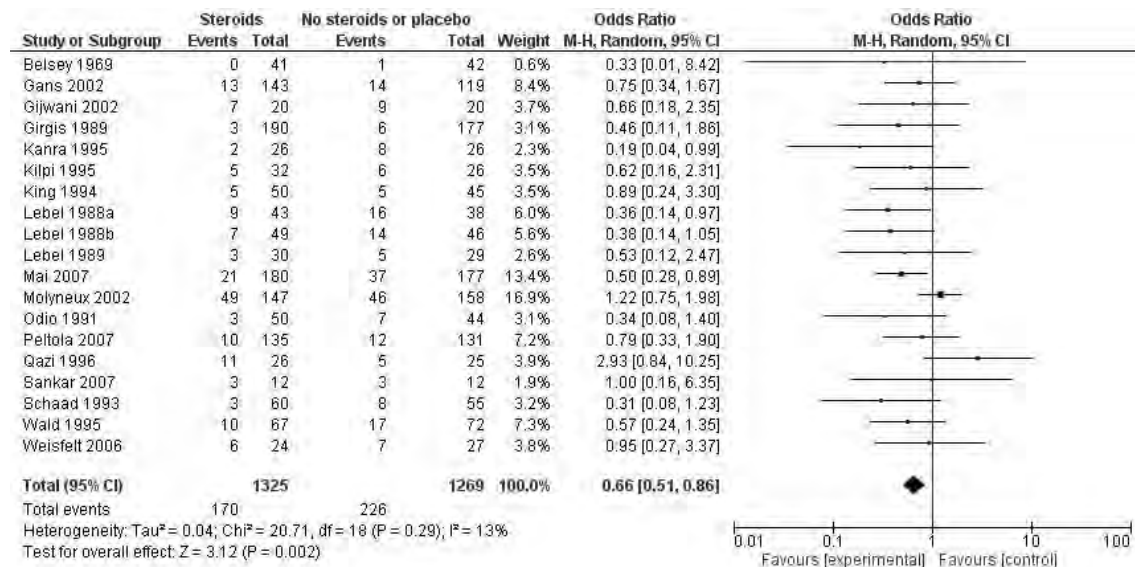 Steroids No steroids or placebo Odds Ratio Odds Ratio
Study or Subgroup Events Total Events Total Weight M-H, Random, 95% CI M-H, Random, 95% CI
Belsey 1969 0 41 1 42 0.6% 0.33 [0.01, 8.42]
Gans 2002 13 143 14 119 8.4% 0.75 [0.34, 1.67]
Gijwani 2002 7 20 9 20 3.7% 0.66 [0.18, 2.35]
Girgis 1989 3 190 6 177 3.1% 0.46 [0.11, 1.86]
Kanra 1995 2 26 8 26 2.3% 0.19 [0.04, 0.99]
Kilpi 1995 5 32 6 26 3.5% 0.62 [0.16, 2.31]
King 1994 5 50 5 45 3.5% 0.89 [0.24, 3.30]
Lebel 1988a 9 43 16 38 6.0% 0.36 [0.14, 0.97]
Lebel 1988b 7 49 14 46 5.6% 0.38 [0.14, 1.05]
Lebel 1989 3 30 5 29 2.6% 0.53 [0.12, 2.47]
Mai 2007 21 180 37 177 13.4% 0.50 [0.28, 0.89]
Molyneux 2002 49 147 46 158 16.9% 1.22 [0.75, 1.98]
Odio 1991 3 50 7 44 3.1% 0.34 [0.08, 1.40]
Peltola 2007 10 135 12 131 7.2% 0.79 [0.33, 1.90]
Qazi 1996 11 26 5 25 3.9% 2.93 [0.84, 10.25]
Sankar 2007 3 12 3 12 1.9% 1.00 [0.16, 6.35]
Schaad 1993 3 60 8 55 3.2% 0.31 [0.08, 1.23]
Wald 1995 10 67 17 72 7.3% 0.57 [0.24, 1.35]
Weisfelt 2006 6 24 7 27 3.8% 0.95 [0.27, 3.37]
Total (95% CI) 1325 1269 100.0% 0.66 [0.51, 0.86]
Total events 170 226
Heterogeneity: Tau² = 0.04; Chi² = 20.71, df = 18 (P = 0.29); I² = 13%
Test for overall effect: Z = 3.12 (P = 0.002)
0.01 0.1 1 10 100
Favours [experimental] Favours [control]